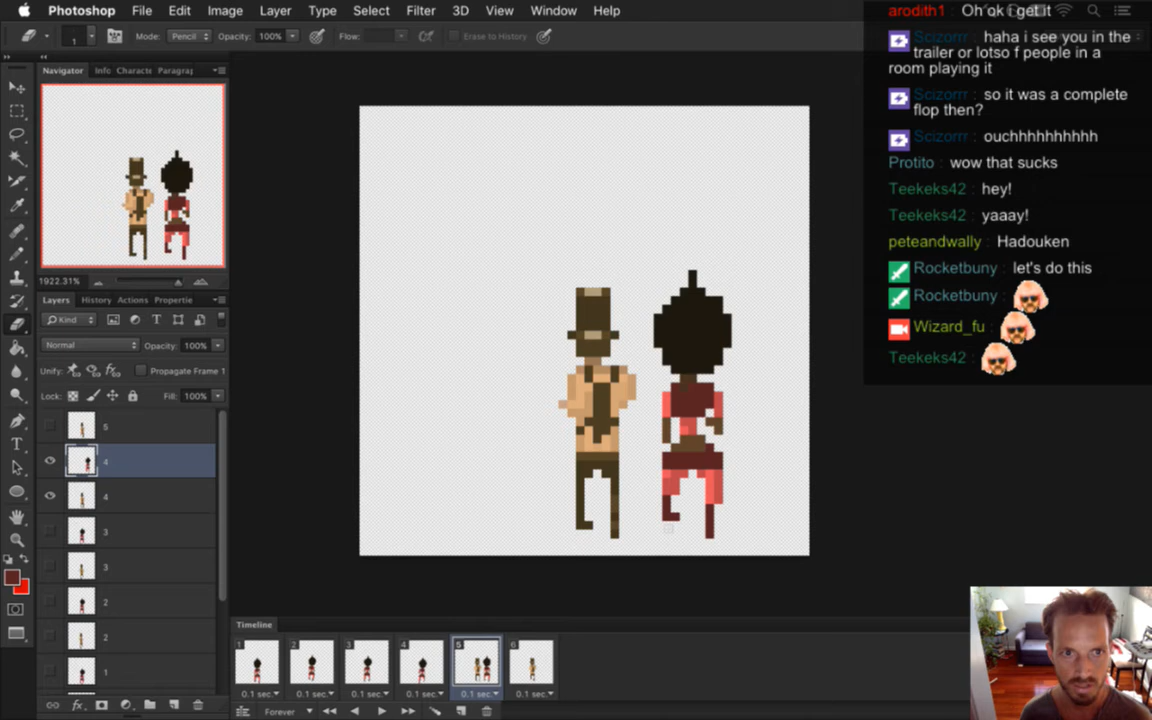 Photoshop File Edit Image Layer Type Select Filter 3D View Window Help
1 Mode: Pencil Opacity: 100% Flow: Erase to History
Navigator Info Characte Paragraj
1922.31%
Layers History Actions Propertie
Kind
Normal Opacity: 100%
Unify: Propagate Frame 1
Lock: Fill: 100%
5
4
4
3
3
2
2
1
Timeline
1 2 3 4 5 6
0.1 sec. 0.1 sec. 0.1 sec. 0.1 sec. 0.1 sec. 0.1 sec.
Forever
arodith1 : Oh ok i get it
Scizorrr : haha i see you in the
trailer or lotso f people in a
room playing it
Scizorrr : so it was a complete
flop then?
Scizorrr : ouchhhhhhhhhh
Protito : wow that sucks
Teekeks42 : hey!
Teekeks42 : yaaay!
peteandwally : Hadouken
Rocketbuny : let's do this
Rocketbuny :
Wizard_fu :
Teekeks42 :